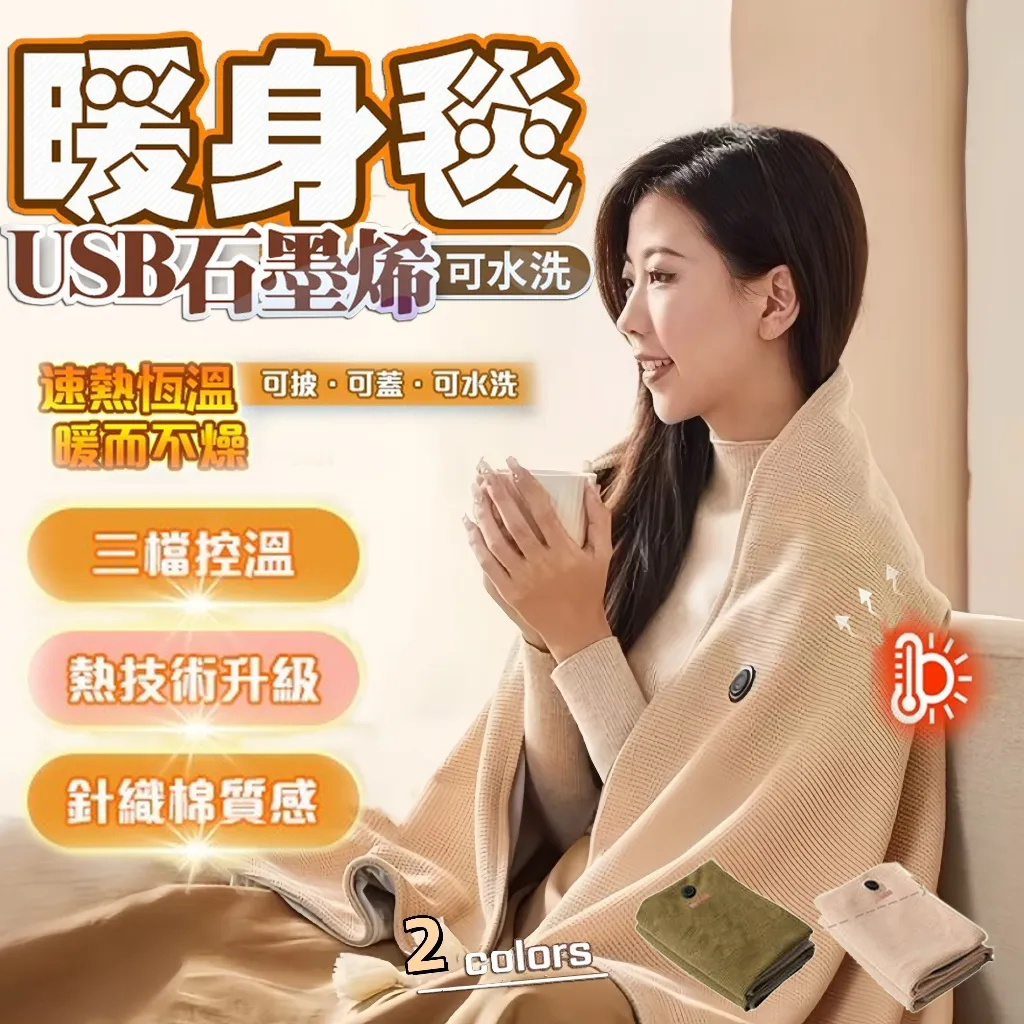 暖身毯
USB石墨烯 可水洗
速熱恆溫 可披・可蓋・可水洗
暖而不燥
三檔控溫
熱技術升級
針織棉質感
2 colors